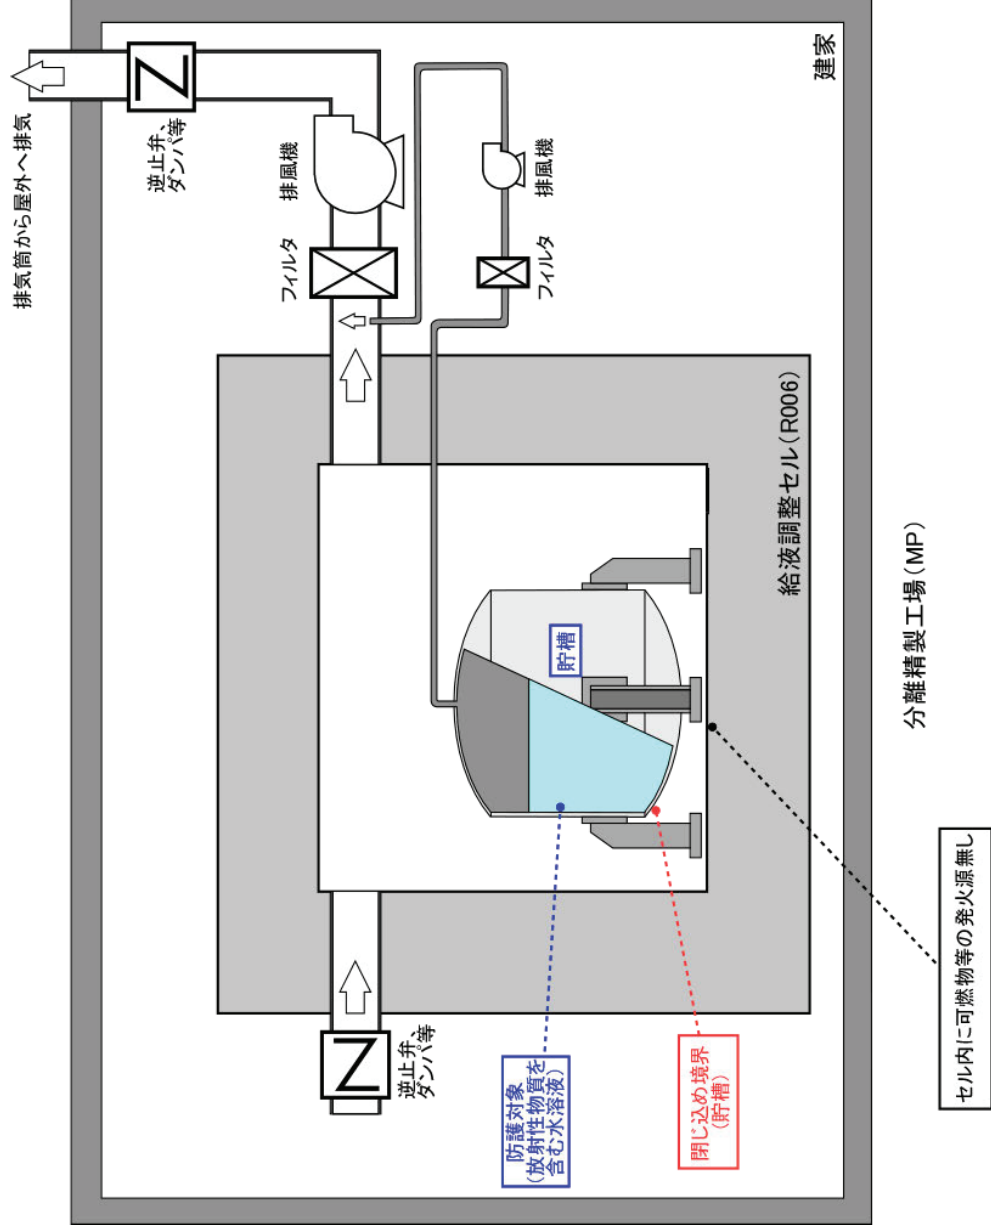 排気筒から屋外へ排気
逆止弁、
ダンパ等
建家
排風機
排風機
フィルタ
フィルタ
給液調整セル(R006)
貯槽
逆止弁、
ダンパ等
防護対象
(放射性物質を
含む水溶液)
閉じ込め境界
(貯槽)
分離精製工場(MP)
セル内に可燃物等の発火源無し